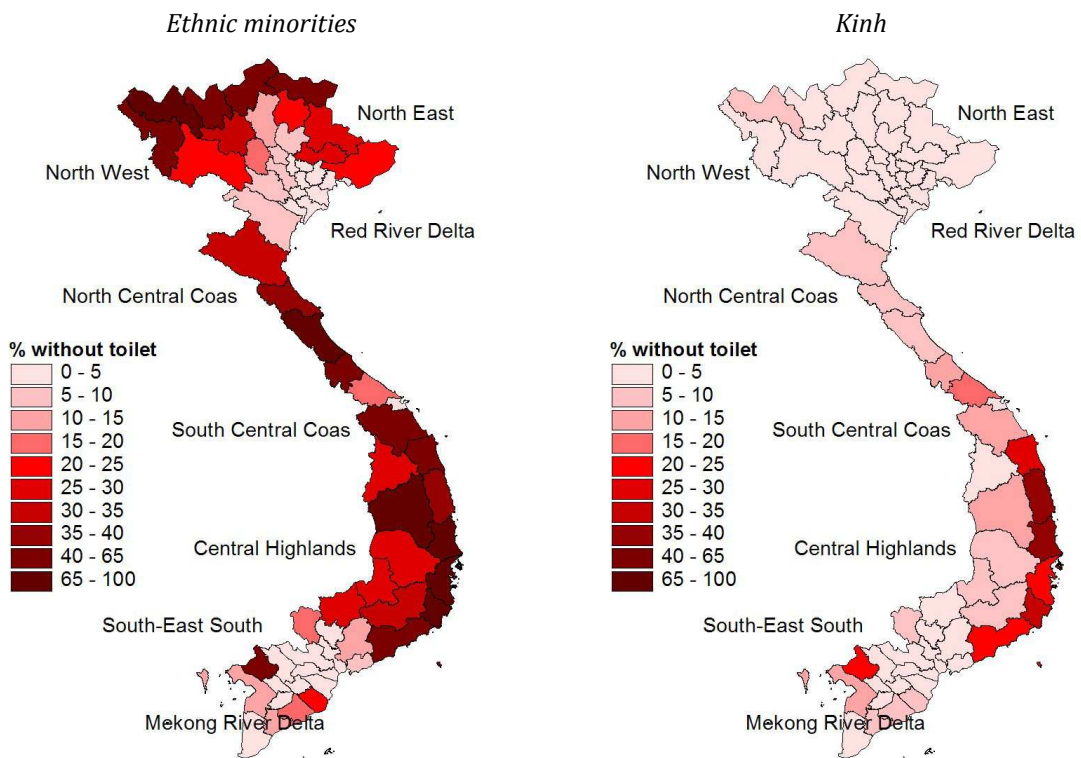 Ethnic minorities
North East
North West
Red River Delta
North Central Coas
% without toilet
0 - 5
5 - 10
10 - 15
15 - 20
20 - 25
25 - 30
30 - 35
35 - 40
40 - 65
65 - 100
South Central Coas
Central Highlands
South-East South
Mekong River Delta
Kinh
North East
North West
Red River Delta
North Central Coas
% without toilet
0 - 5
5 - 10
10 - 15
15 - 20
20 - 25
25 - 30
30 - 35
35 - 40
40 - 65
65 - 100
South Central Coas
Central Highlands
South-East South
Mekong River Delta